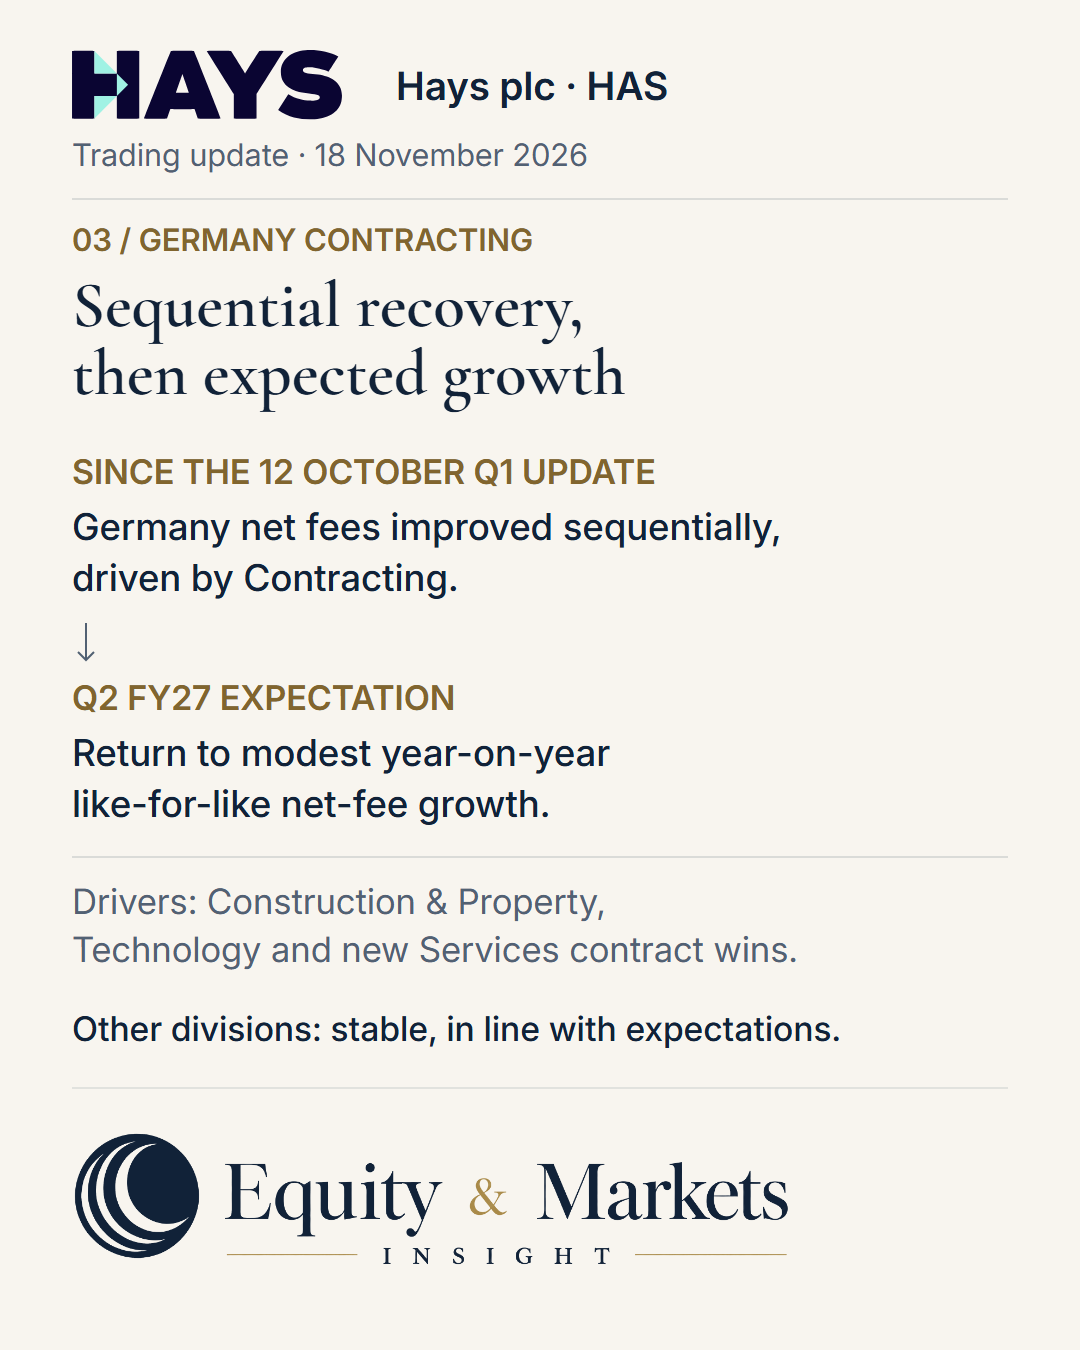 HAYS
Hays plc · HAS
Trading update · 18 November 2026
03 / GERMANY CONTRACTING
Sequential recovery,
then expected growth
SINCE THE 12 OCTOBER Q1 UPDATE
Germany net fees improved sequentially,
driven by Contracting.
↓
Q2 FY27 EXPECTATION
Return to modest year-on-year
like-for-like net-fee growth.
Drivers: Construction & Property,
Technology and new Services contract wins.
Other divisions: stable, in line with expectations.
Equity & Markets
INSIGHT